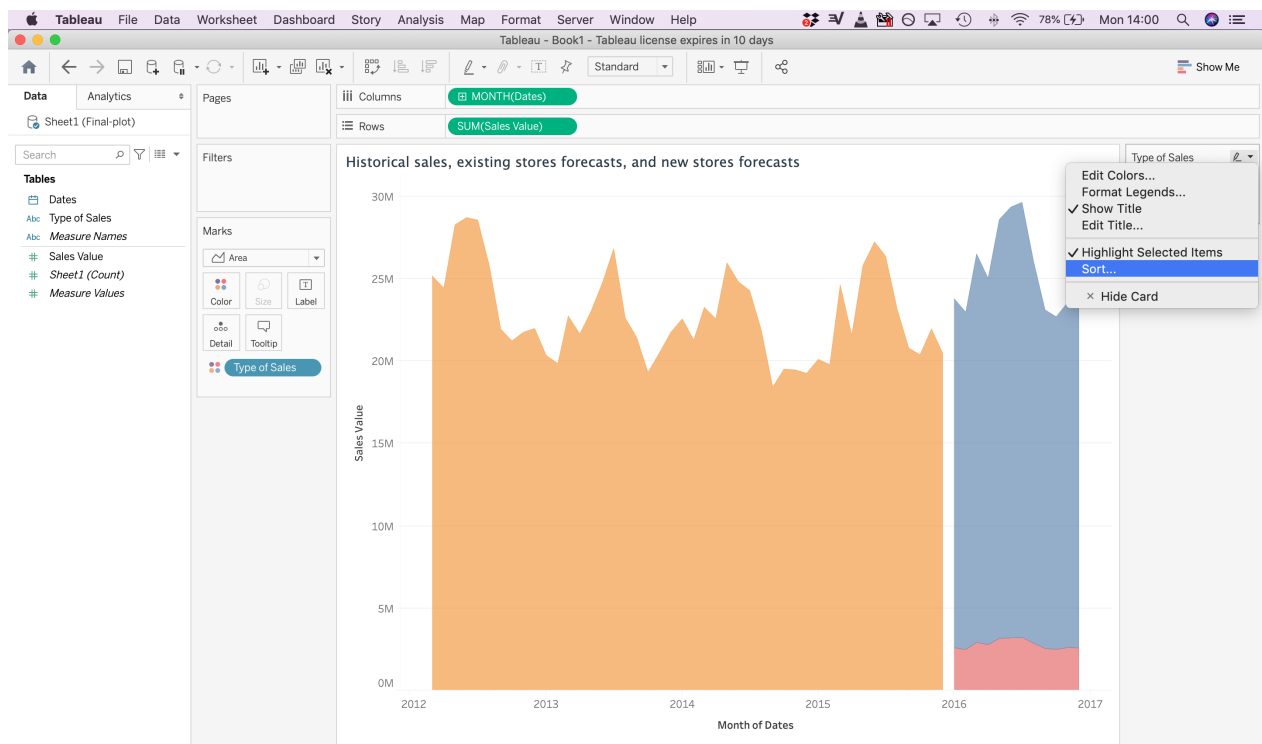 Tableau File Data Worksheet Dashboard Story Analysis Map Format Server Window Help 78% Mon 14:00
Tableau - Book1 - Tableau license expires in 10 days
Standard Show Me
Data Analytics
Sheet1 (Final-plot)
Search
Tables
Dates
Abc Type of Sales
Abc Measure Names
# Sales Value
# Sheet1 (Count)
# Measure Values
Pages
Filters
Marks
Area
Color Size T Label
Detail Tooltip
Type of Sales
Columns MONTH(Dates)
Rows SUM(Sales Value)
Historical sales, existing stores forecasts, and new stores forecasts
30M
25M
20M
15M
10M
5M
0M
Sales Value
2012 2013 2014 2015 2016 2017
Month of Dates
Type of Sales
Edit Colors...
Format Legends...
✓ Show Title
Edit Title...
✓ Highlight Selected Items
Sort...
× Hide Card